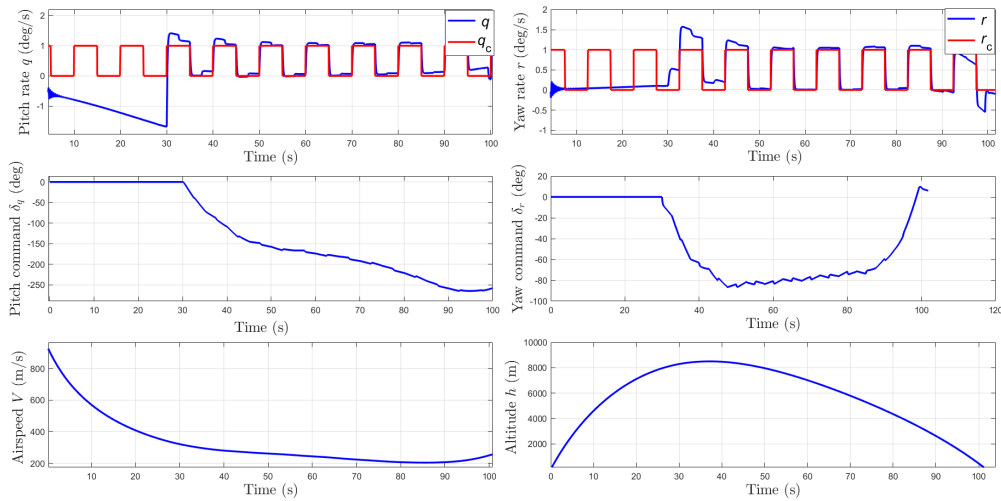 Pitch rate q (deg/s)
2
1
0
-1
q
q_c
10 20 30 40 50 60 70 80 90 100
Time (s)
Yaw rate r (deg/s)
2
1.5
1
0.5
0
-0.5
-1
r
r_c
10 20 30 40 50 60 70 80 90 100
Time (s)
Pitch command δ_q (deg)
0
-50
-100
-150
-200
-250
0 10 20 30 40 50 60 70 80 90 100
Time (s)
Yaw command δ_r (deg)
20
0
-20
-40
-60
-80
-100
0 20 40 60 80 100 120
Time (s)
Airspeed V (m/s)
800
600
400
200
10 20 30 40 50 60 70 80 90 100
Time (s)
Altitude h (m)
10000
8000
6000
4000
2000
0 10 20 30 40 50 60 70 80 90 100
Time (s)